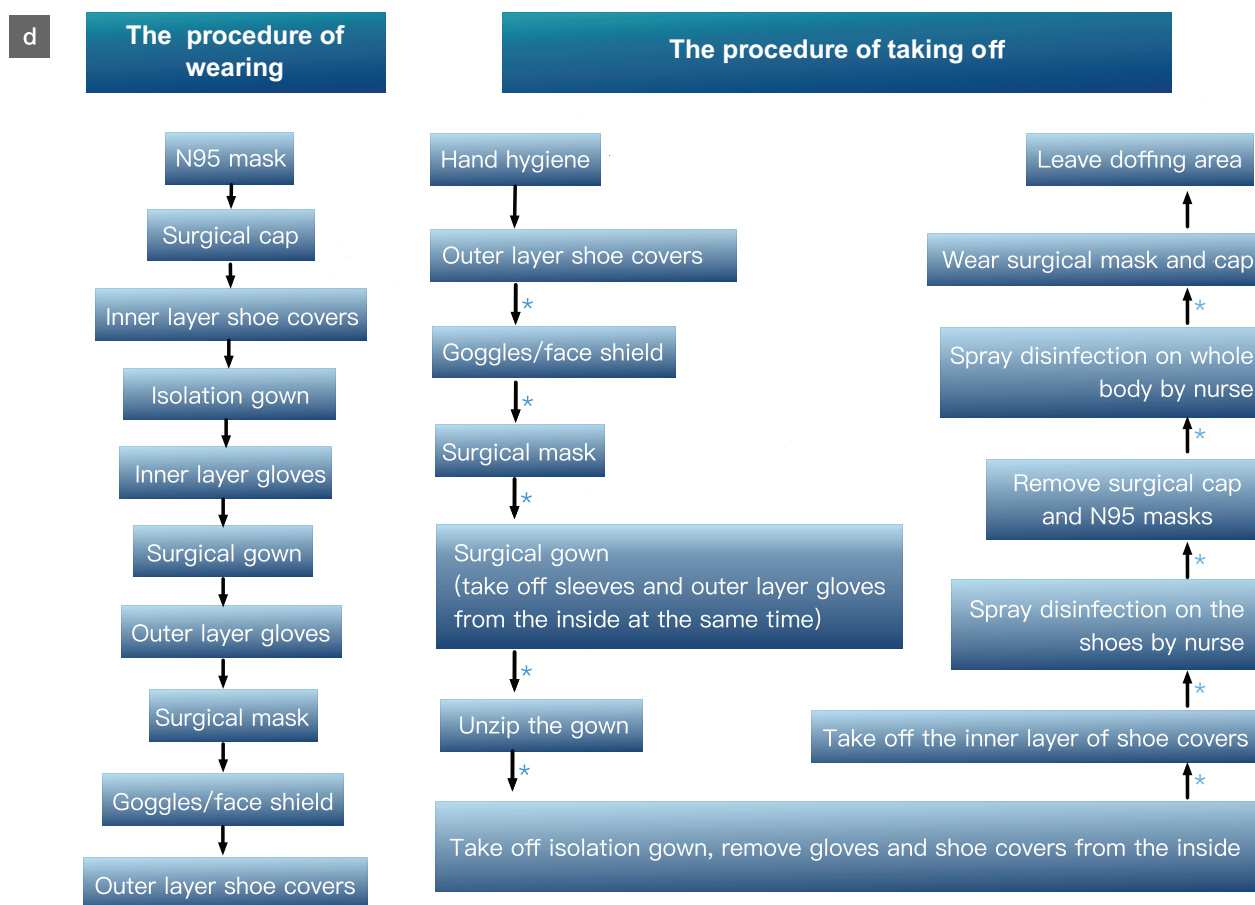 d
The procedure of
wearing
The procedure of taking off
N95 mask
Surgical cap
Inner layer shoe covers
Isolation gown
Inner layer gloves
Surgical gown
Outer layer gloves
Surgical mask
Goggles/face shield
Outer layer shoe covers
Hand hygiene
Outer layer shoe covers
*
Goggles/face shield
*
Surgical mask
*
Surgical gown
(take off sleeves and outer layer gloves
from the inside at the same time)
*
Unzip the gown
*
Take off isolation gown, remove gloves and shoe covers from the inside
*
Take off the inner layer of shoe covers
*
Spray disinfection on the
shoes by nurse
*
Remove surgical cap
and N95 masks
*
Spray disinfection on whole
body by nurse
*
Wear surgical mask and cap
Leave doffing area